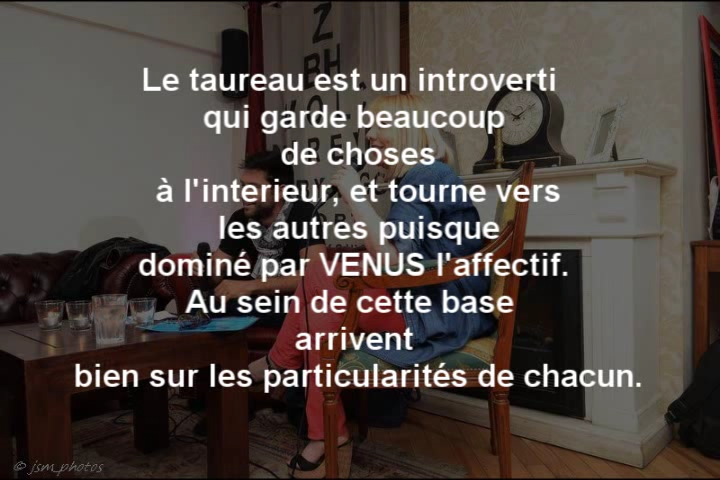 Le taureau est un introverti
qui garde beaucoup
de choses
à l'interieur, et tourne vers
les autres puisque
dominé par VENUS l'affectif.
Au sein de cette base
arrivent
bien sur les particularités de chacun.
Z
BH
© jsm_photos